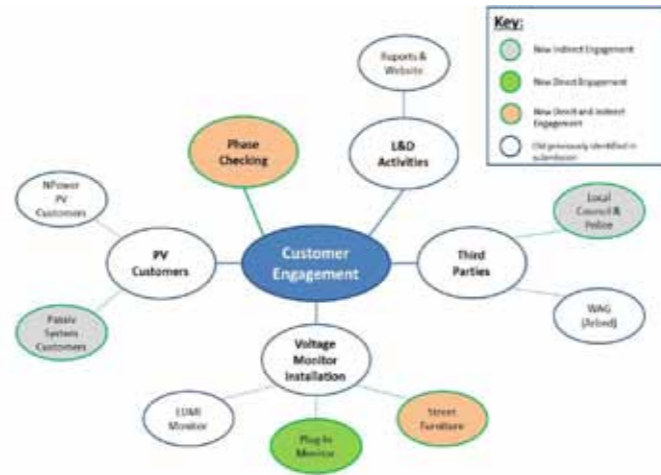 Key:
New Indirect Engagement
New Direct Engagement
New Direct and Indirect
Engagement
Old previously identified in
submission
Reports &
Website
Phase
Checking
L&D
Activities
NPower
PV
Customers
Local
Council &
Police
PV
Customers
Customer
Engagement
Third
Parties
Passiv
System
Customers
WAG
(Arbed)
Voltage
Monitor
Installation
Monitor
Street
Furniture
Plug-In
Monitor